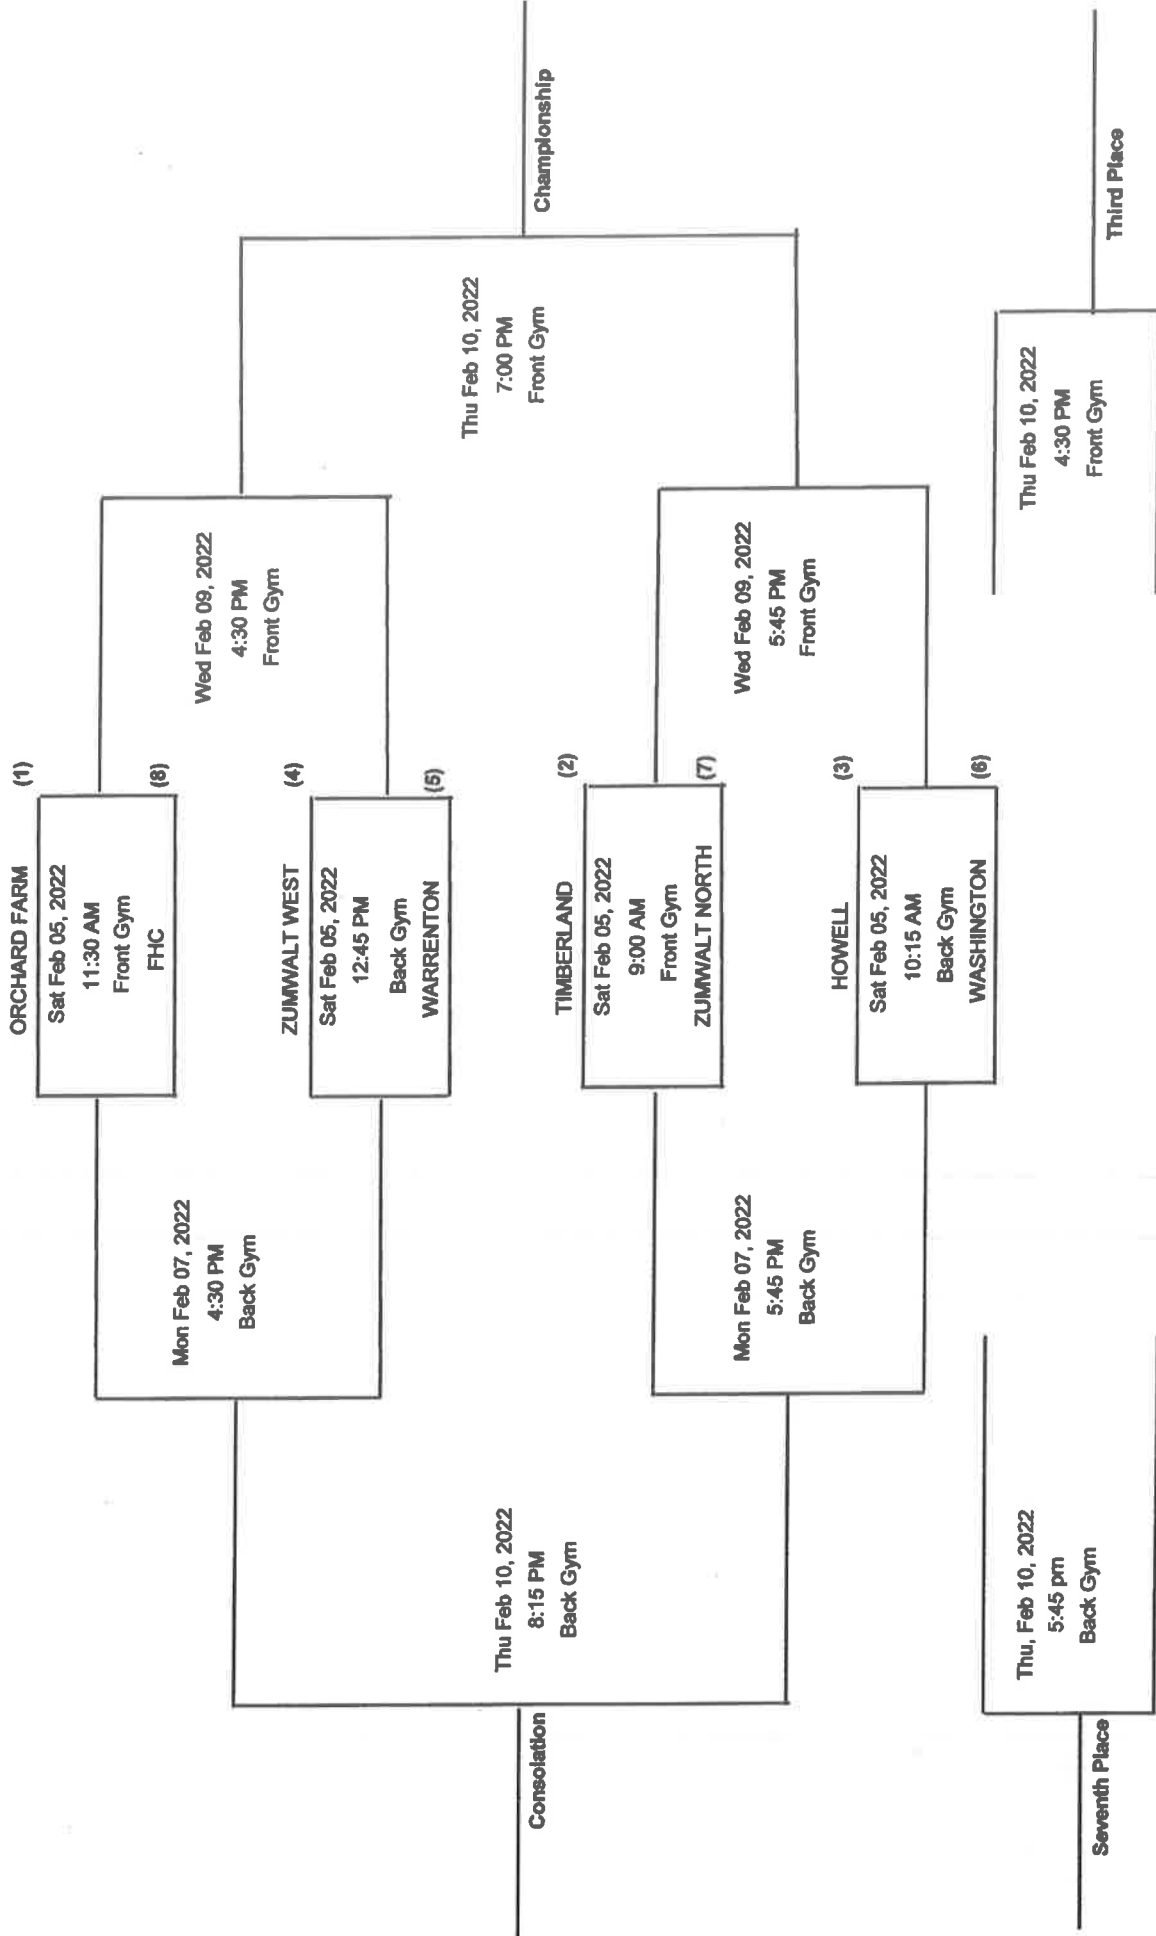 ORCHARD FARM
(1)
Sat Feb 05, 2022
11:30 AM
Front Gym
FHC
(8)
Mon Feb 07, 2022
4:30 PM
Back Gym
Wed Feb 09, 2022
4:30 PM
Front Gym
ZUMWALT WEST
(4)
Sat Feb 05, 2022
12:45 PM
Back Gym
WARRENTON
(5)
Thu Feb 10, 2022
8:15 PM
Back Gym
Consolation
Thu Feb 10, 2022
7:00 PM
Front Gym
Championship
TIMBERLAND
(2)
Sat Feb 05, 2022
9:00 AM
Front Gym
ZUMWALT NORTH
(7)
Mon Feb 07, 2022
5:45 PM
Back Gym
Wed Feb 09, 2022
5:45 PM
Front Gym
HOWELL
(3)
Sat Feb 05, 2022
10:15 AM
Back Gym
WASHINGTON
(6)
Thu, Feb 10, 2022
5:45 pm
Back Gym
Seventh Place
Thu Feb 10, 2022
4:30 PM
Front Gym
Third Place